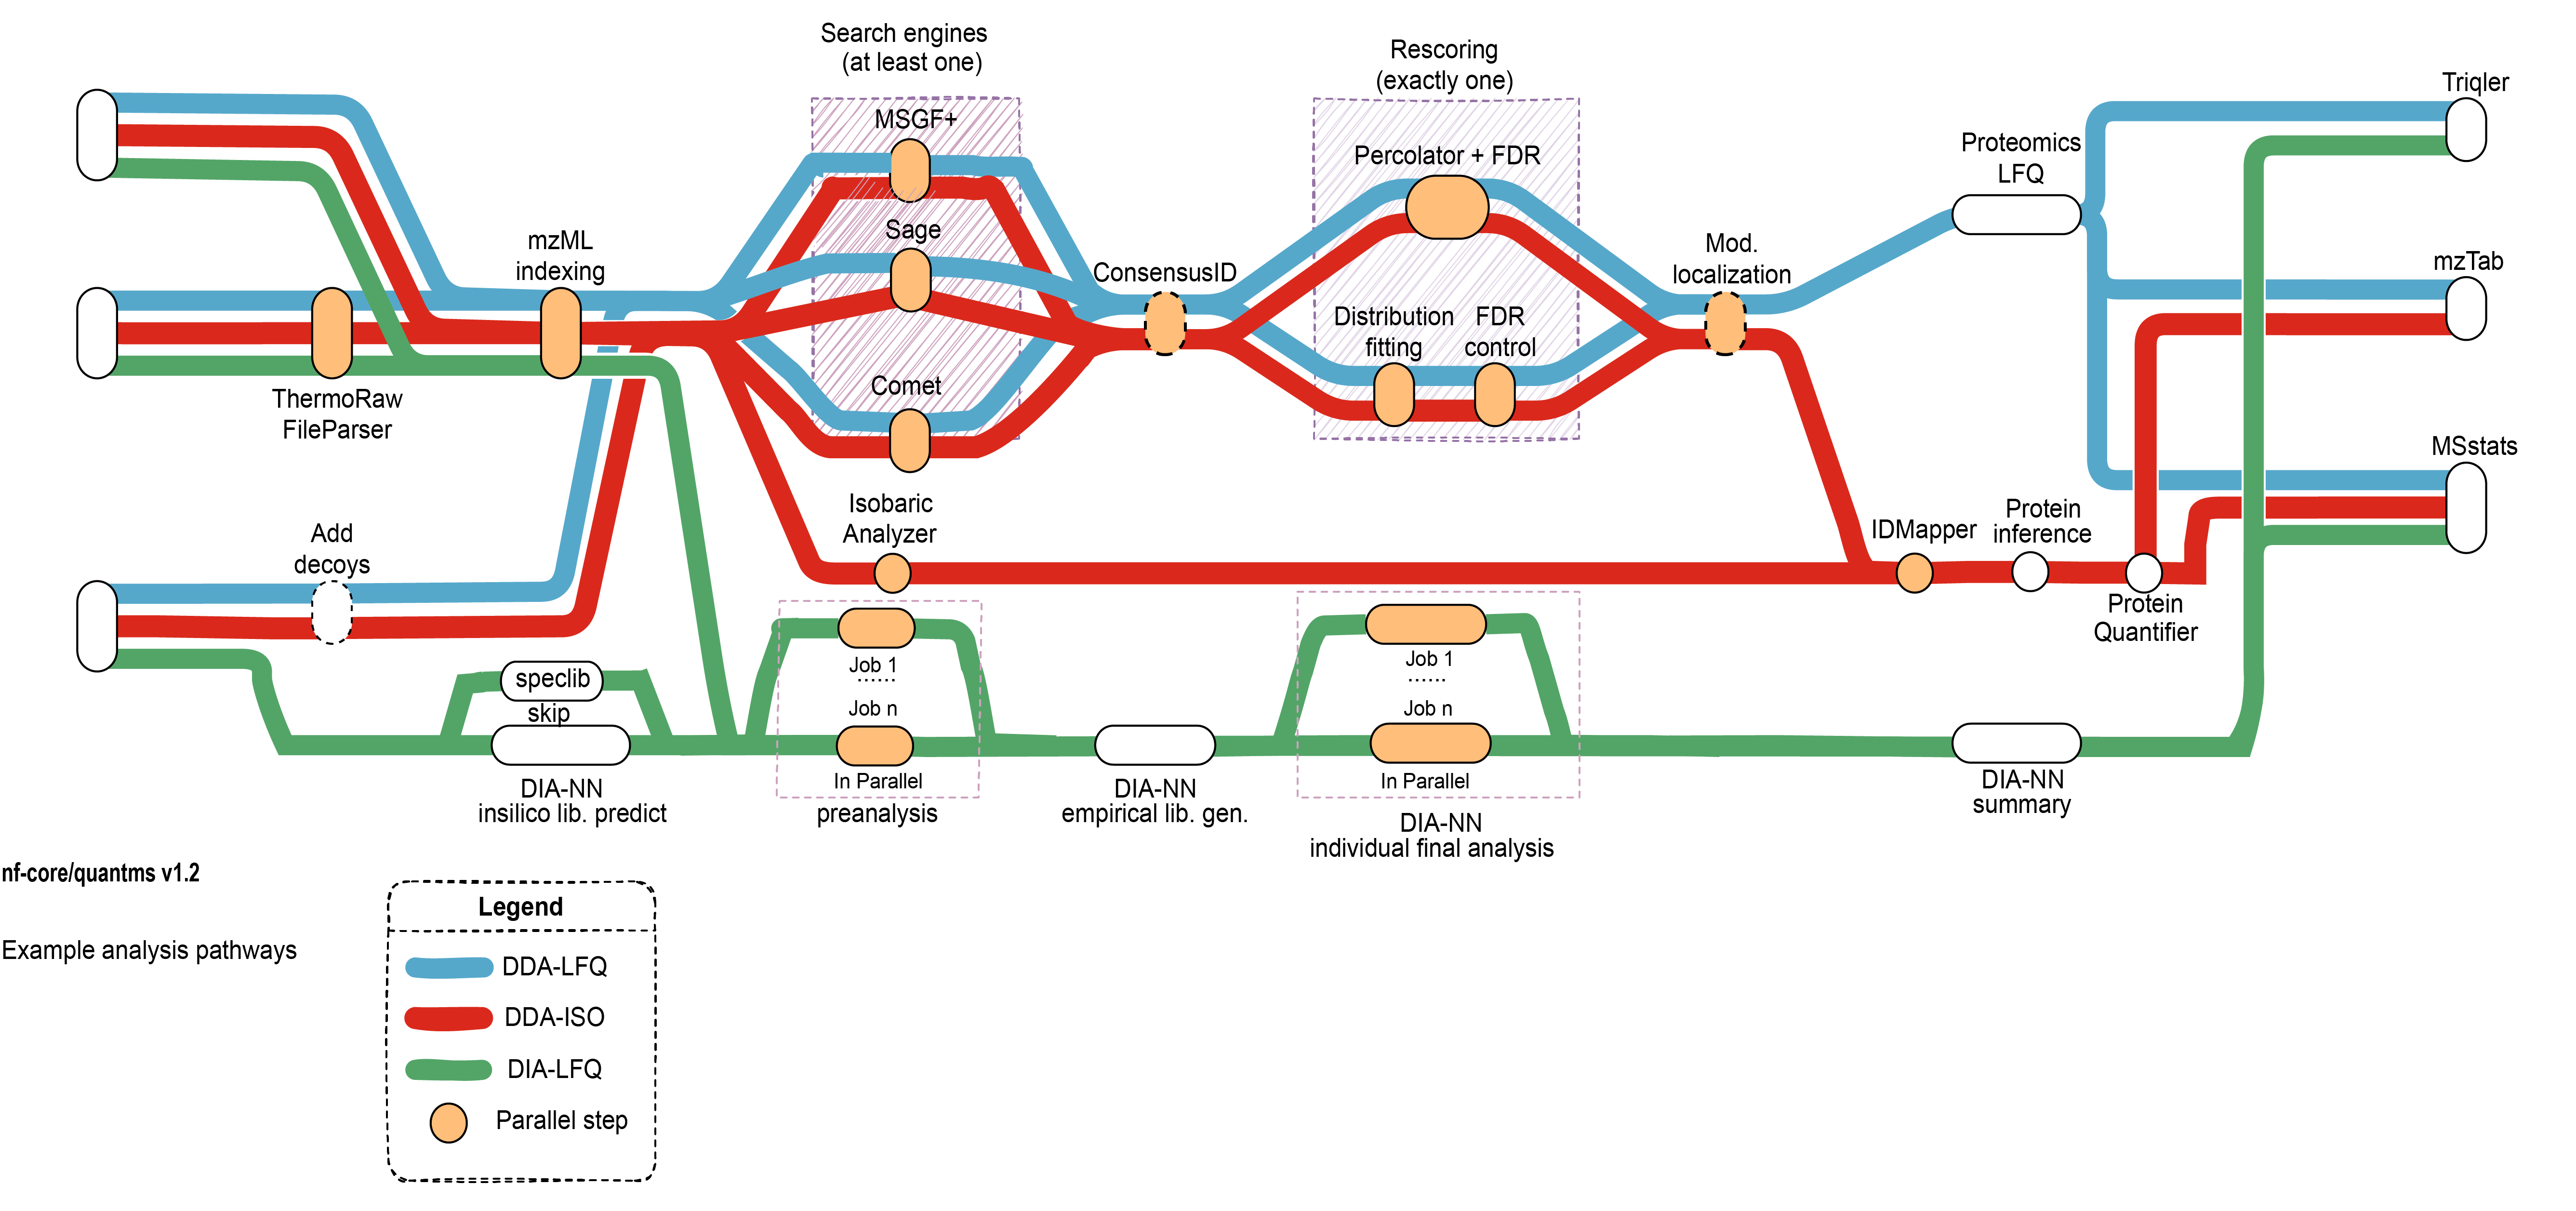 Search engines
(at least one)
MSGF+
Sage
Comet
Rescoring
(exactly one)
Percolator + FDR
Distribution
fitting
FDR
control
Triqler
Proteomics
LFQ
mzML
indexing
ConsensusID
Mod.
localization
mzTab
ThermoRaw
FileParser
MSstats
Isobaric
Analyzer
IDMapper
Protein
inference
Protein
Quantifier
Add
decoys
speclib
skip
DIA-NN
insilico lib. predict
Job 1
......
Job n
In Parallel
preanalysis
DIA-NN
empirical lib. gen.
Job 1
......
Job n
In Parallel
DIA-NN
individual final analysis
DIA-NN
summary
nf-core/quantms v1.2
Example analysis pathways
Legend
DDA-LFQ
DDA-ISO
DIA-LFQ
Parallel step